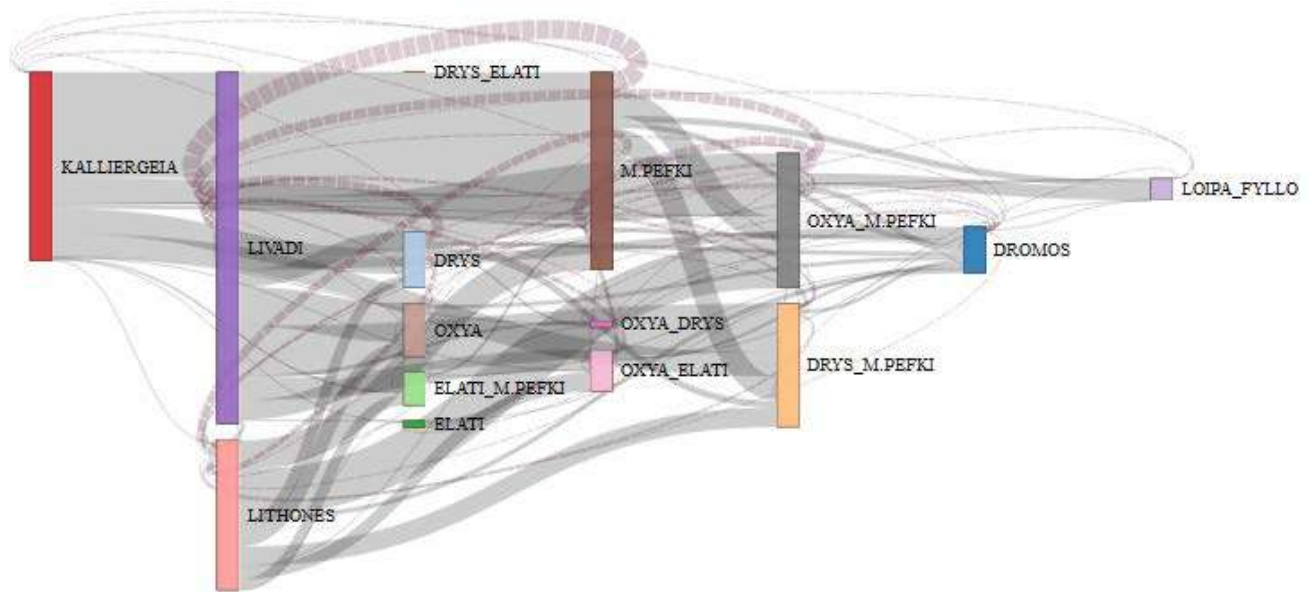 KALLIERGEIA
LIVADI
LITHONES
DRYS_ELATI
DRYS
OXYA
ELATI_M.PEFKI
ELATI
M.PEFKI
OXYA_DRYS
OXYA_ELATI
OXYA_M.PEFKI
DRYS_M.PEFKI
DROMOS
LOIPA_FYLLO